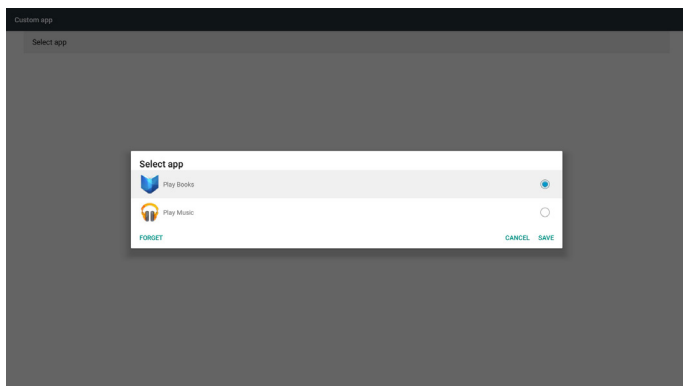 Custom app
Select app
Select app
Play Books
Play Music
FORGET CANCEL SAVE